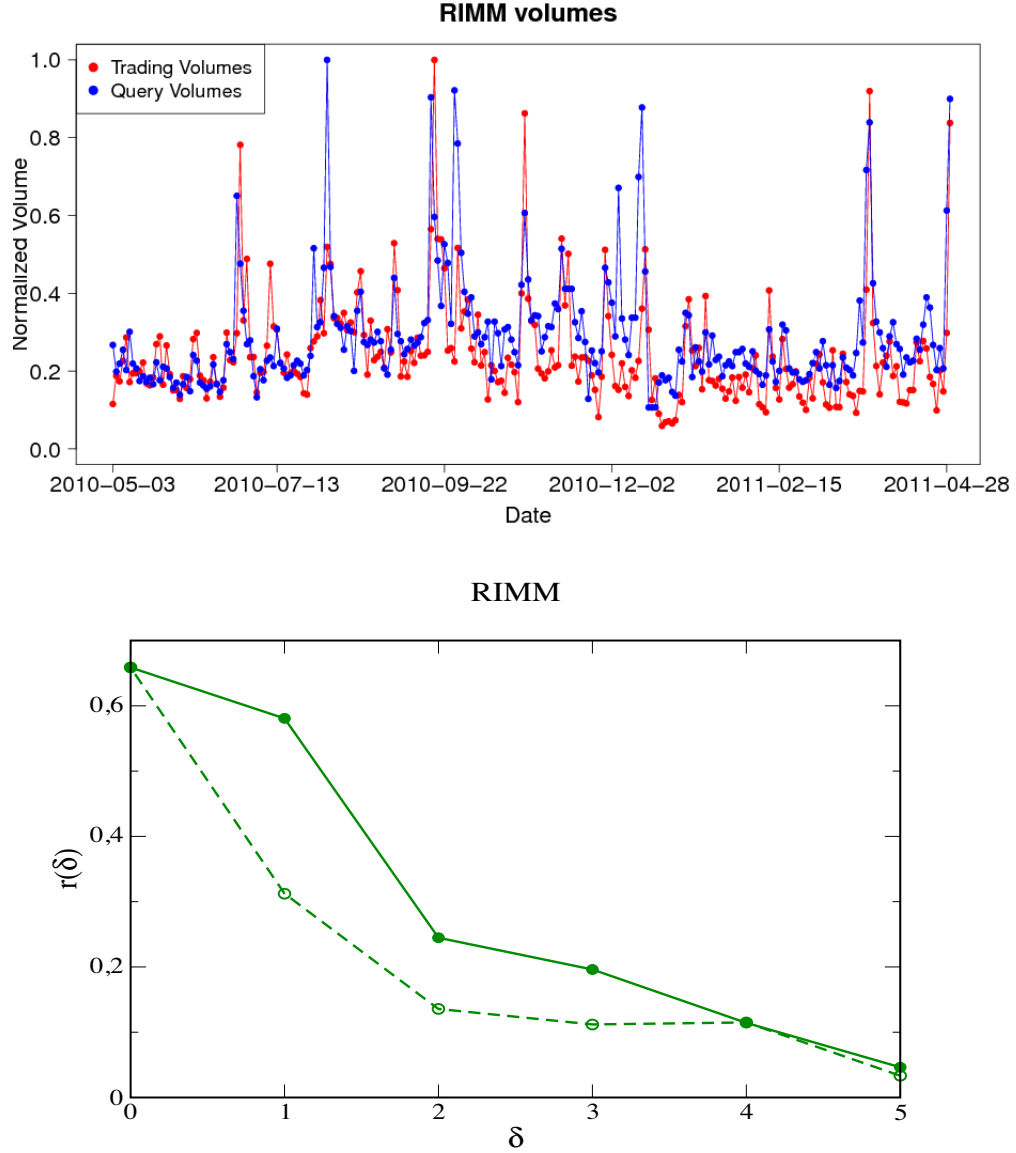 RIMM volumes
1.0
0.8
0.6
0.4
0.2
0.0
Normalized Volume
Trading Volumes
Query Volumes
2010−05−03 2010−07−13 2010−09−22 2010−12−02 2011−02−15 2011−04−28
Date
RIMM
0,6
0,4
0,2
0
r(δ)
0 1 2 3 4 5
δ